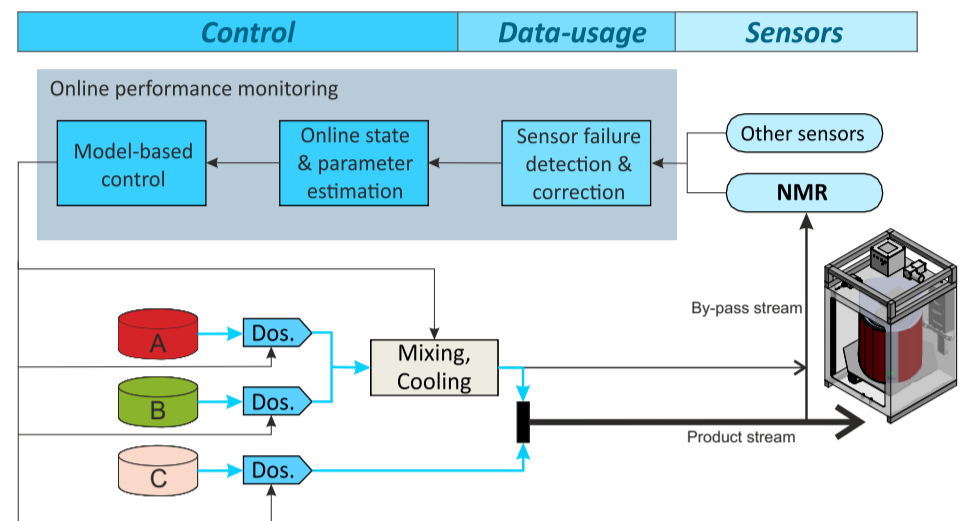 Control
Data-usage
Sensors
Online performance monitoring
Model-based
control
Online state
& parameter
estimation
Sensor failure
detection &
correction
Other sensors
NMR
By-pass stream
A
Dos.
Mixing,
Cooling
B
Dos.
Product stream
C
Dos.